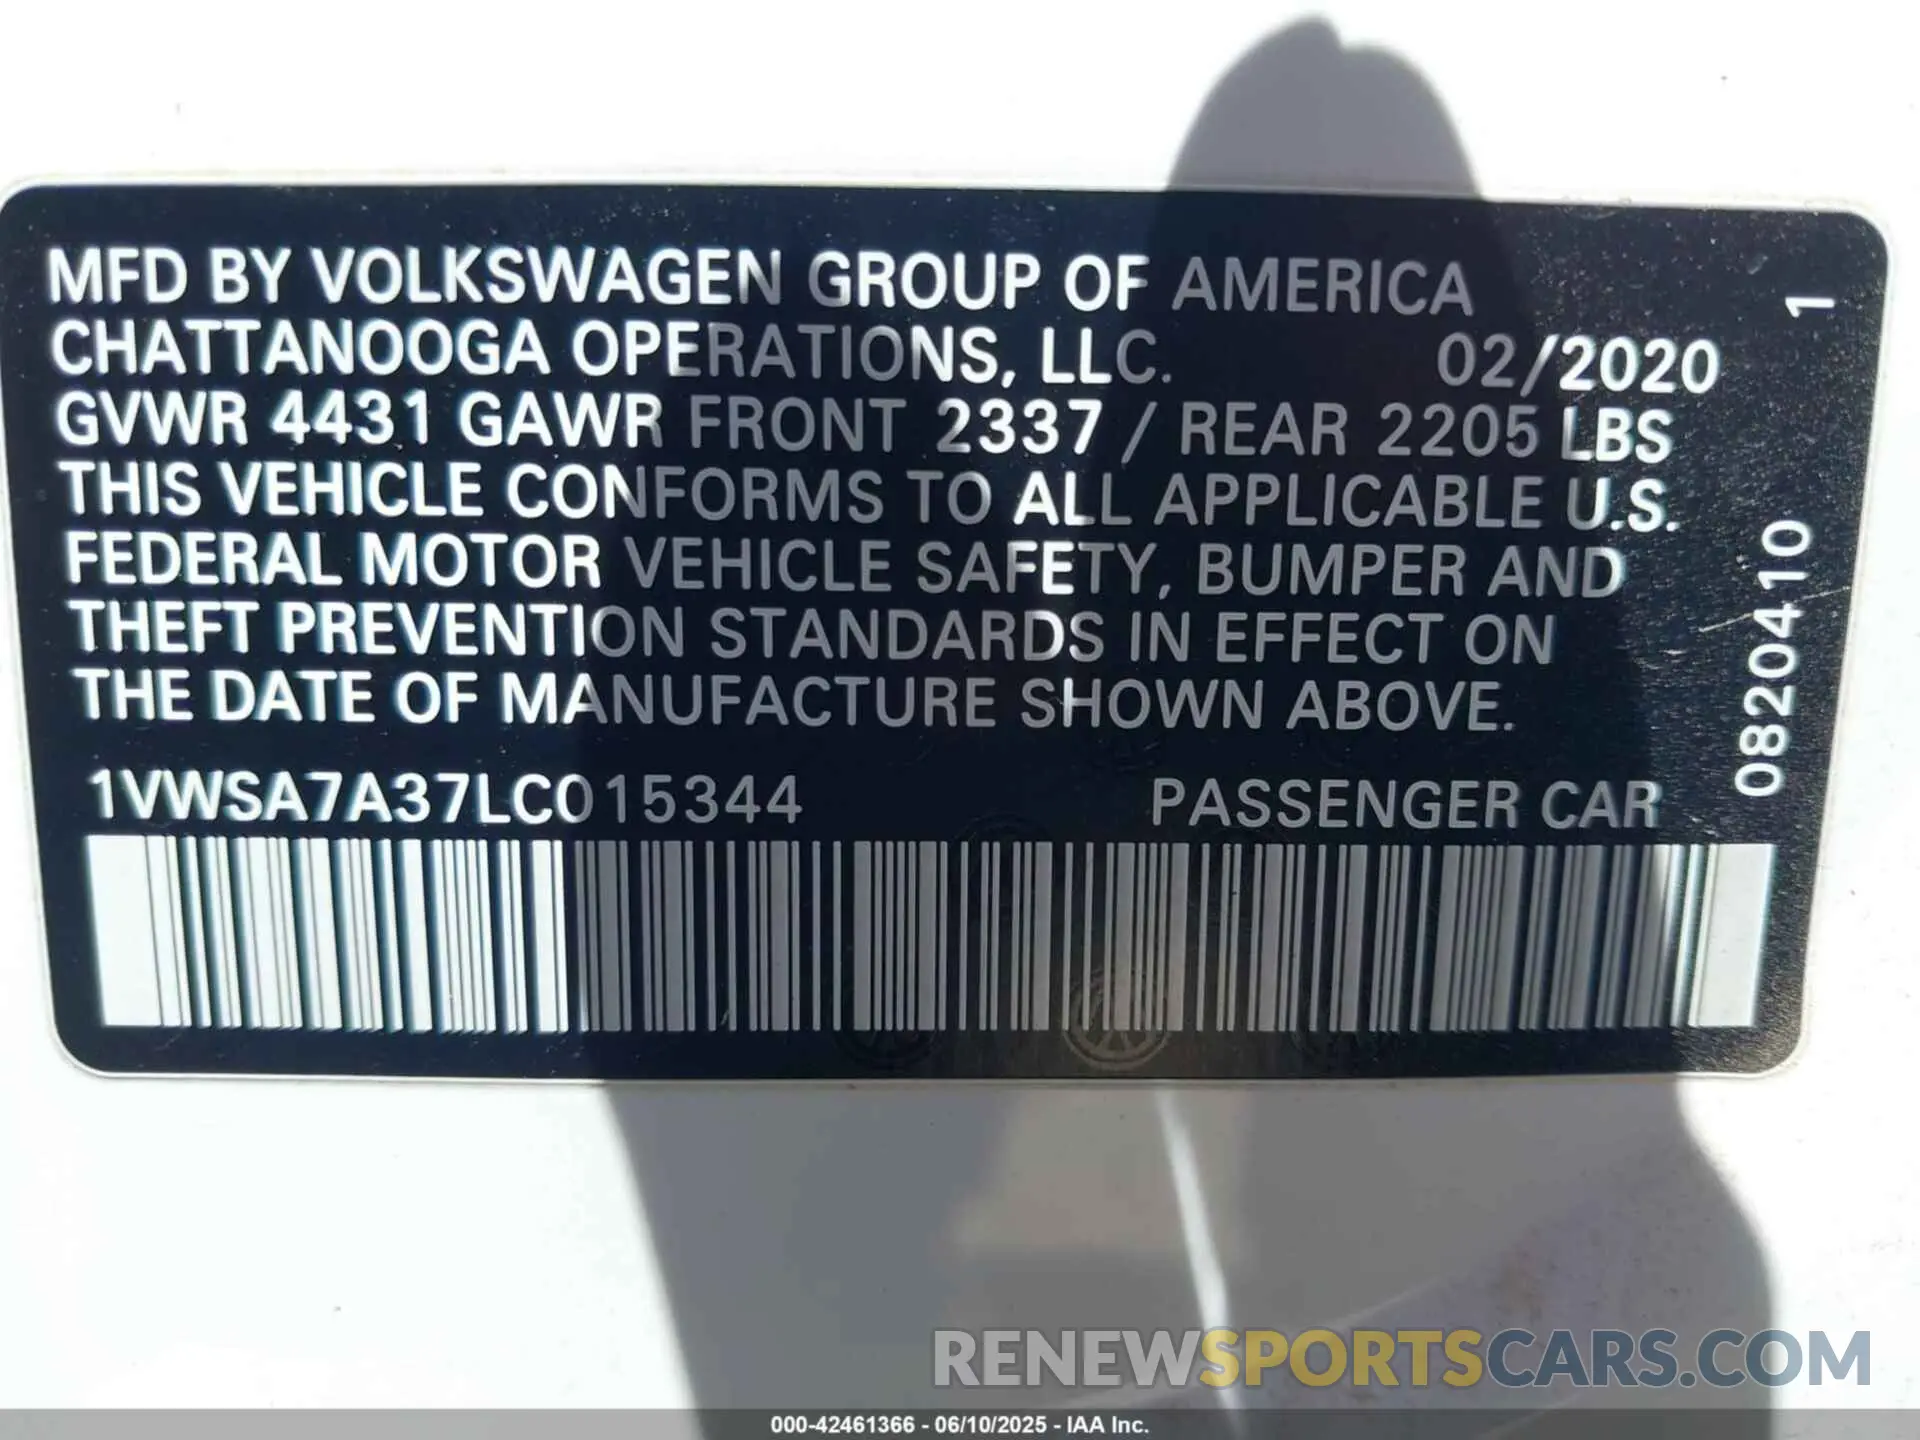 MFD BY VOLKSWAGEN GROUP OF AMERICA
CHATTANOOGA OPERATIONS, LLC. 02/2020
GVWR 4431 GAWR FRONT 2337 / REAR 2205 LBS
THIS VEHICLE CONFORMS TO ALL APPLICABLE U.S.
FEDERAL MOTOR VEHICLE SAFETY, BUMPER AND
THEFT PREVENTION STANDARDS IN EFFECT ON
THE DATE OF MANUFACTURE SHOWN ABOVE.
1VWSA7A37LC015344 PASSENGER CAR
0820410 1
RENEWSPORTSCARS.COM
000-42461366 - 06/10/2025 - IAA Inc.